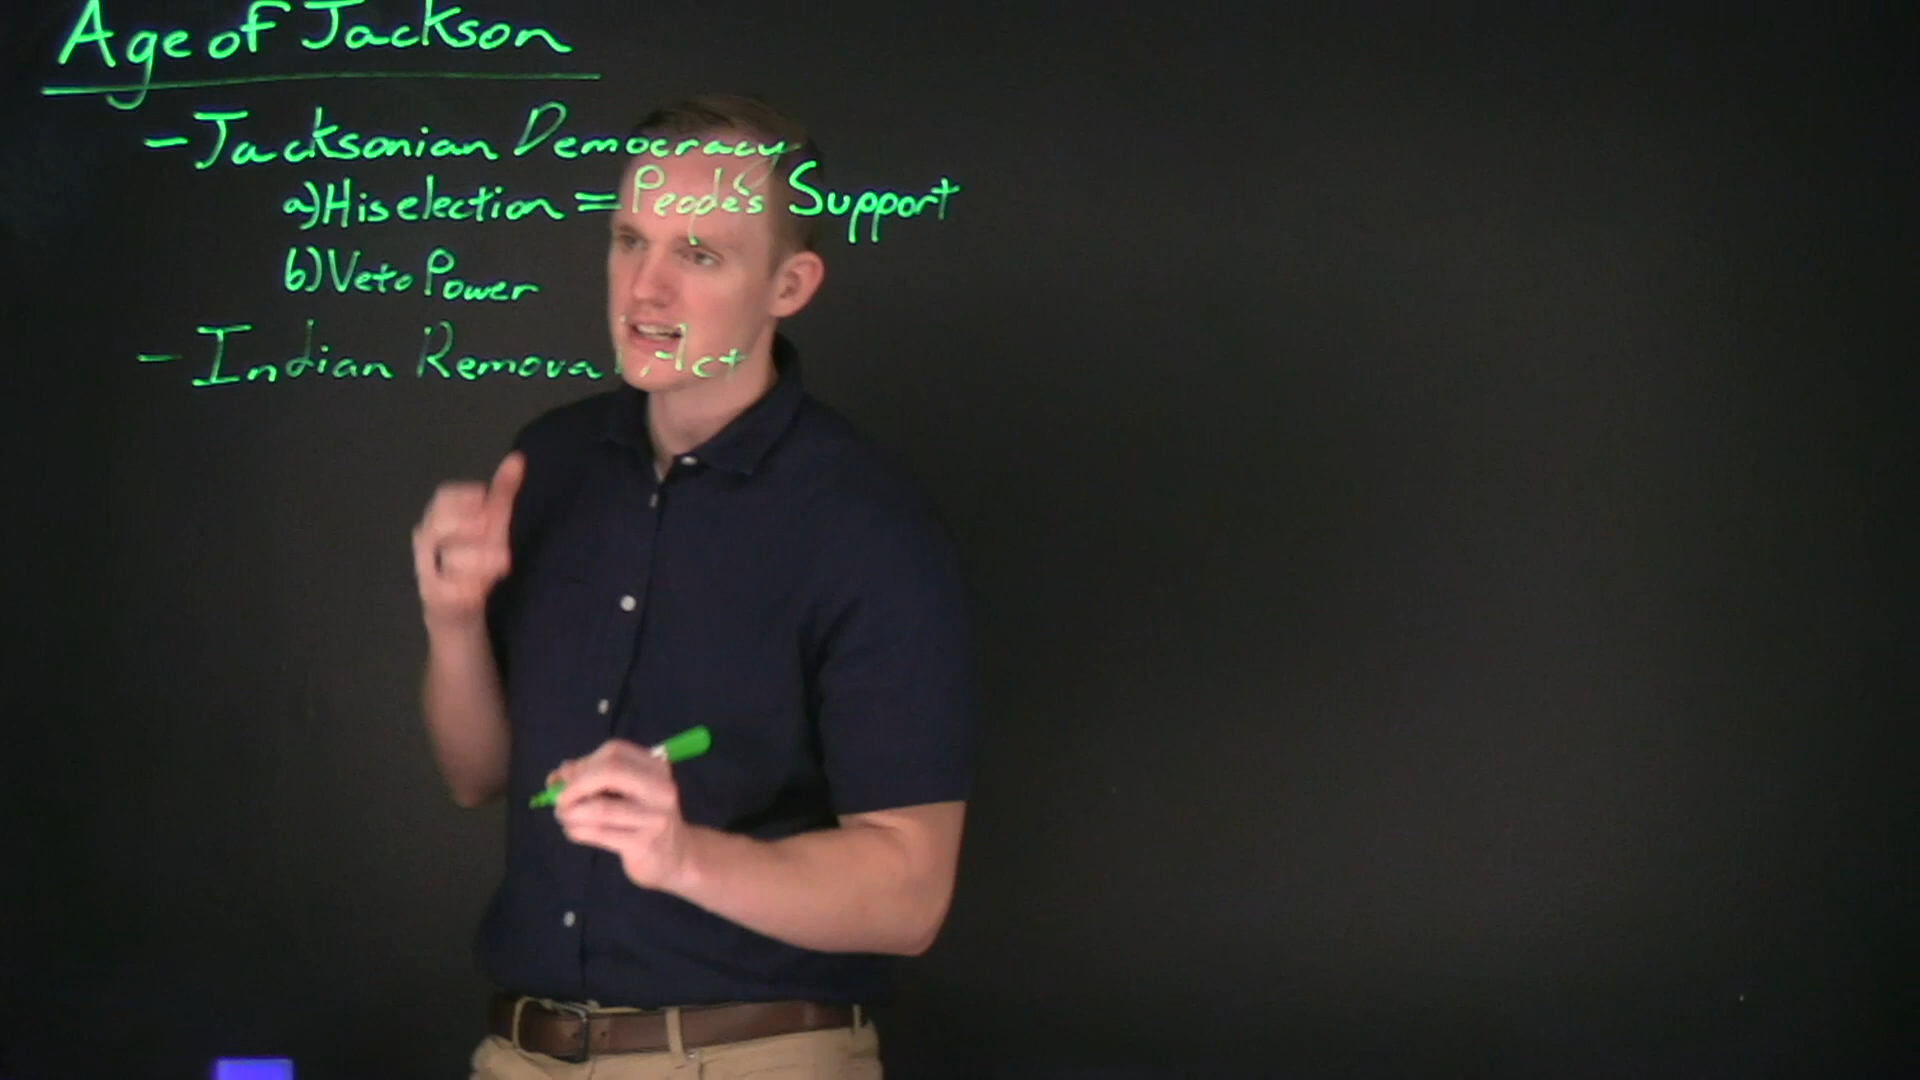 Age of Jackson
- Jacksonian Democracy
a) His election = People's Support
b) Veto Power
- Indian Removal Act